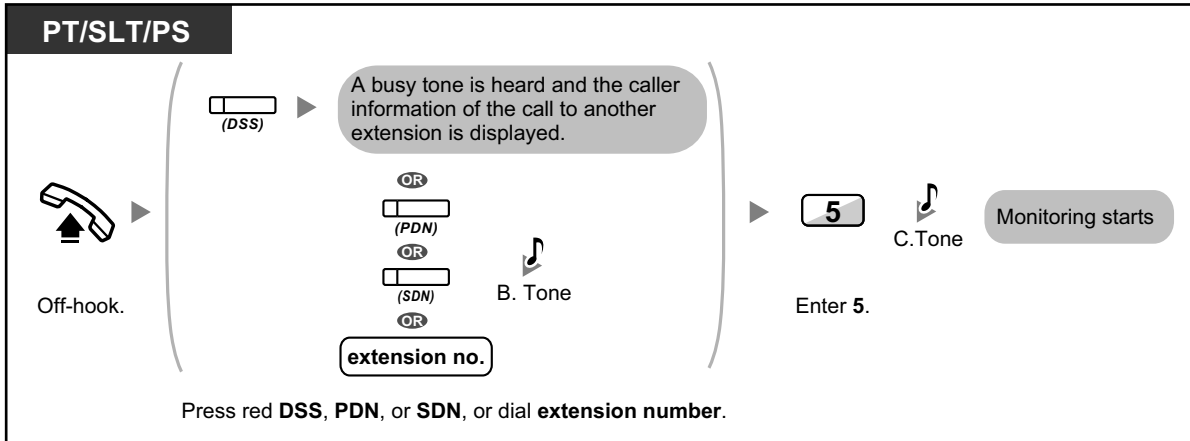 PT/SLT/PS
(DSS)
A busy tone is heard and the caller
information of the call to another
extension is displayed.
OR
(PDN)
OR
(SDN)
B. Tone
OR
extension no.
5
C.Tone
Monitoring starts
Off-hook.
Enter 5.
Press red DSS, PDN, or SDN, or dial extension number.